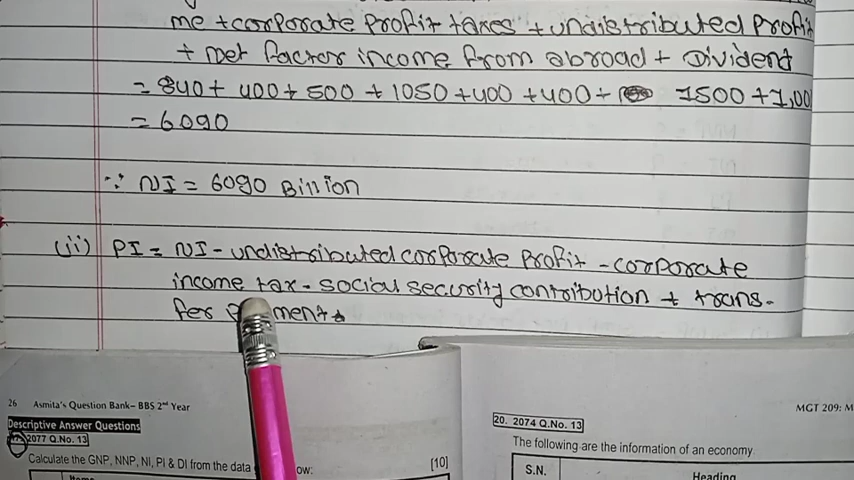 me + corporate profit taxes + undistributed Profit
+ net factor income from abroad + Divident
= 840 + 400 + 500 + 1050 + 400 + 400 + 1500 + 1,00
= 6090
∵ NI = 6090 Billion
(ii) PI = NI - undistributed corporate Profit - corporate
income tax - social security contribution + trans-
fer ment
26 Asmita's Question Bank– BBS 2nd Year
Descriptive Answer Questions
2077 Q.No. 13
Calculate the GNP, NNP, NI, PI & DI from the data ow: [10]
Items
MGT 209: M
20. 2074 Q.No. 13
The following are the information of an economy.
S.N. Heading